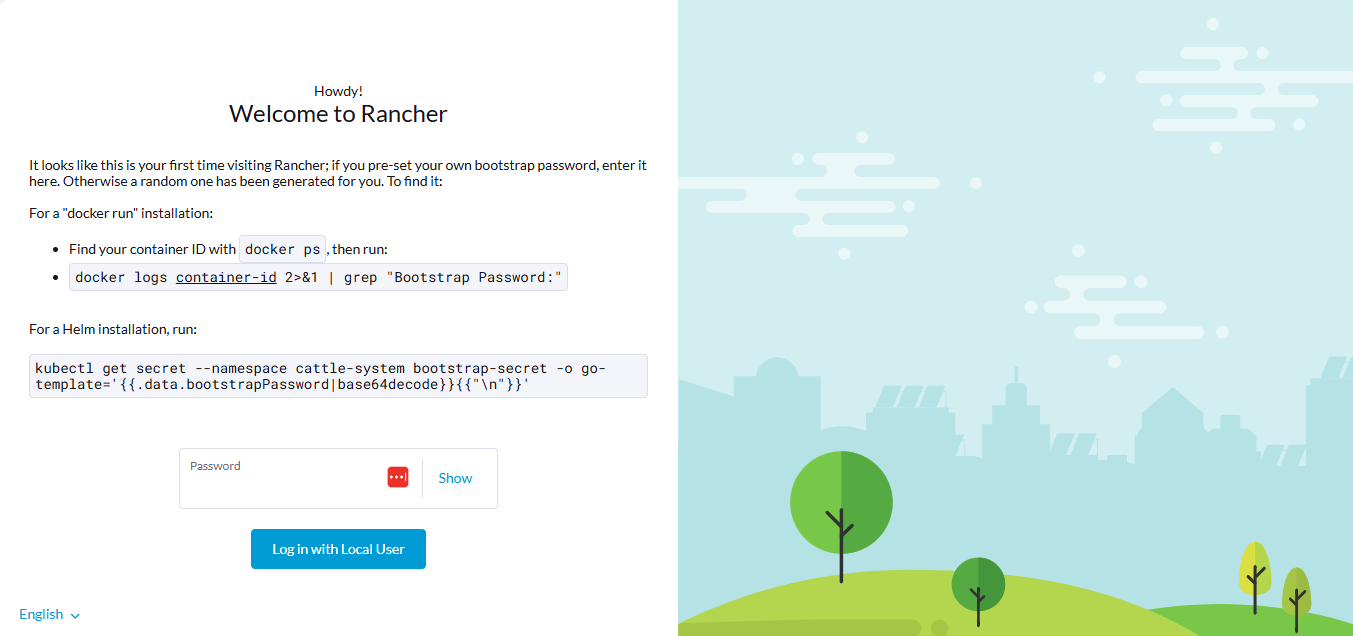 Howdy!
Welcome to Rancher
It looks like this is your first time visiting Rancher; if you pre-set your own bootstrap password, enter it
here. Otherwise a random one has been generated for you. To find it:
For a "docker run" installation:
Find your container ID with docker ps, then run:
docker logs container-id 2>&1 | grep "Bootstrap Password:"
For a Helm installation, run:
kubectl get secret --namespace cattle-system bootstrap-secret -o go-
template='{{.data.bootstrapPassword|base64decode}}{{"\n"}}'
Password
Show
Log in with Local User
English